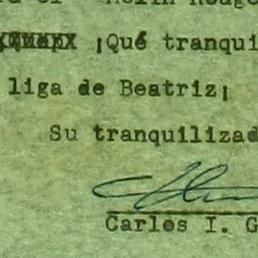 ¡Qué tranqui
liga de Beatriz¡
Su tranquilizad
Carlos I. G